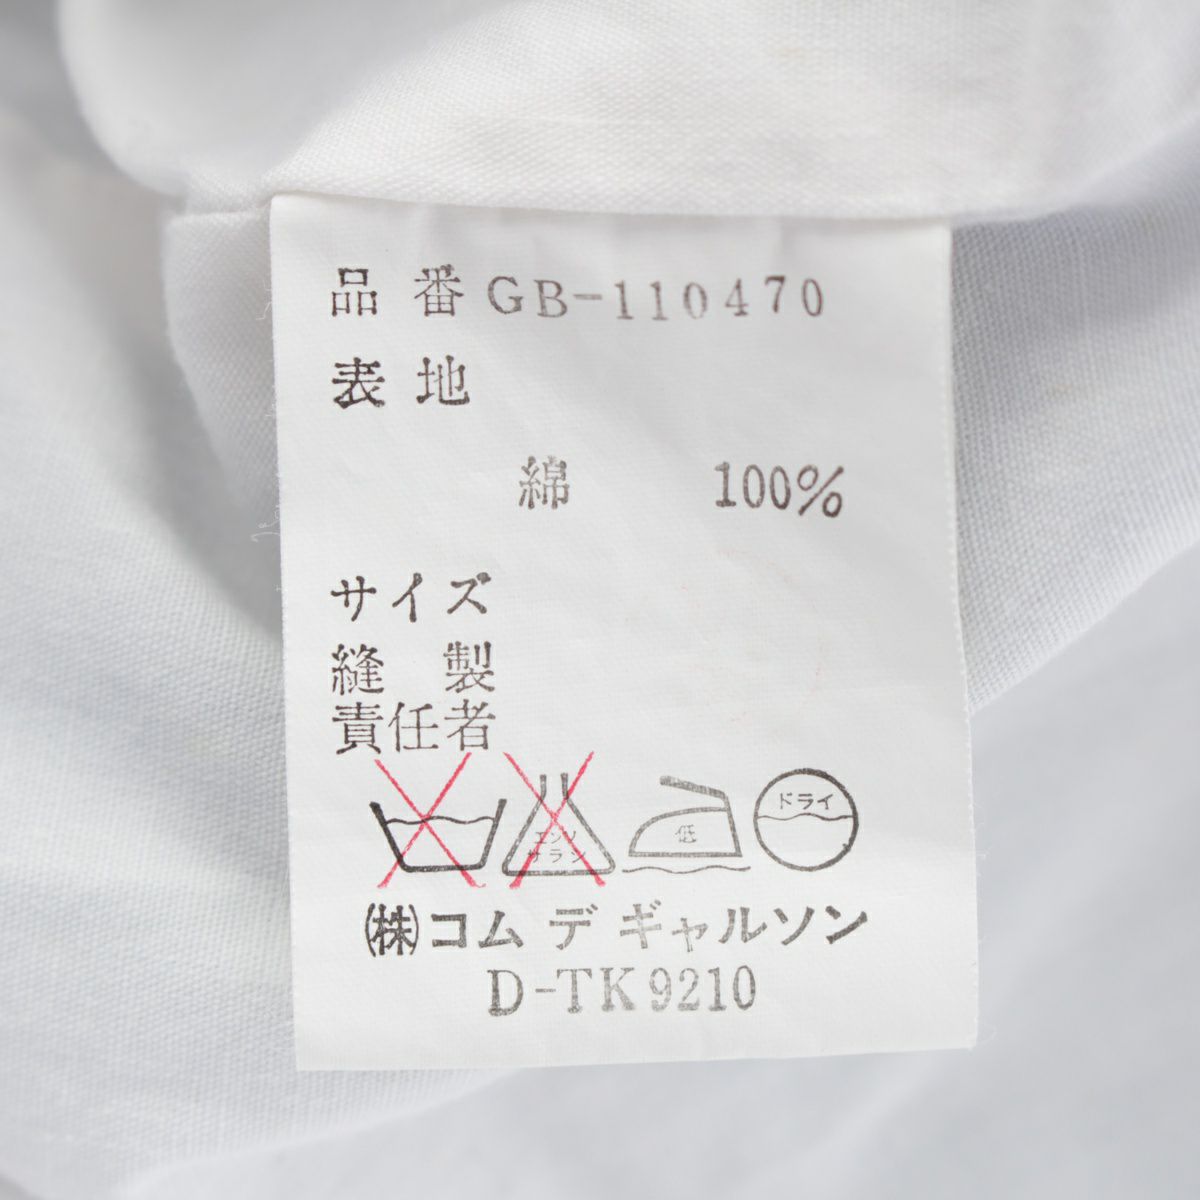 品番 GB-110470
表地
綿 100%
サイズ
縫製
責任者
エンソ
サラシ
低
ドライ
(株)コム デ ギャルソン
D-TK9210